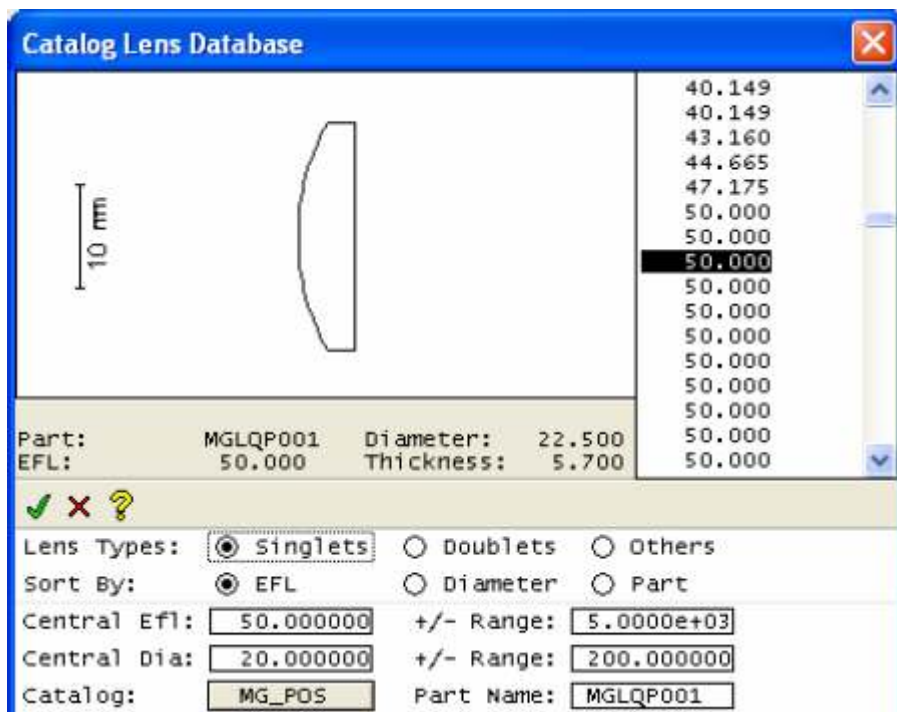 Catalog Lens Database
10 mm
40.149
40.149
43.160
44.665
47.175
50.000
50.000
50.000
50.000
50.000
50.000
50.000
50.000
50.000
50.000
50.000
Part: MGLQP001 Diameter: 22.500
EFL: 50.000 Thickness: 5.700
Lens Types: Singlets Doublets Others
Sort By: EFL Diameter Part
Central Efl: 50.000000 +/- Range: 5.0000e+03
Central Dia: 20.000000 +/- Range: 200.000000
Catalog: MG_POS Part Name: MGLQP001